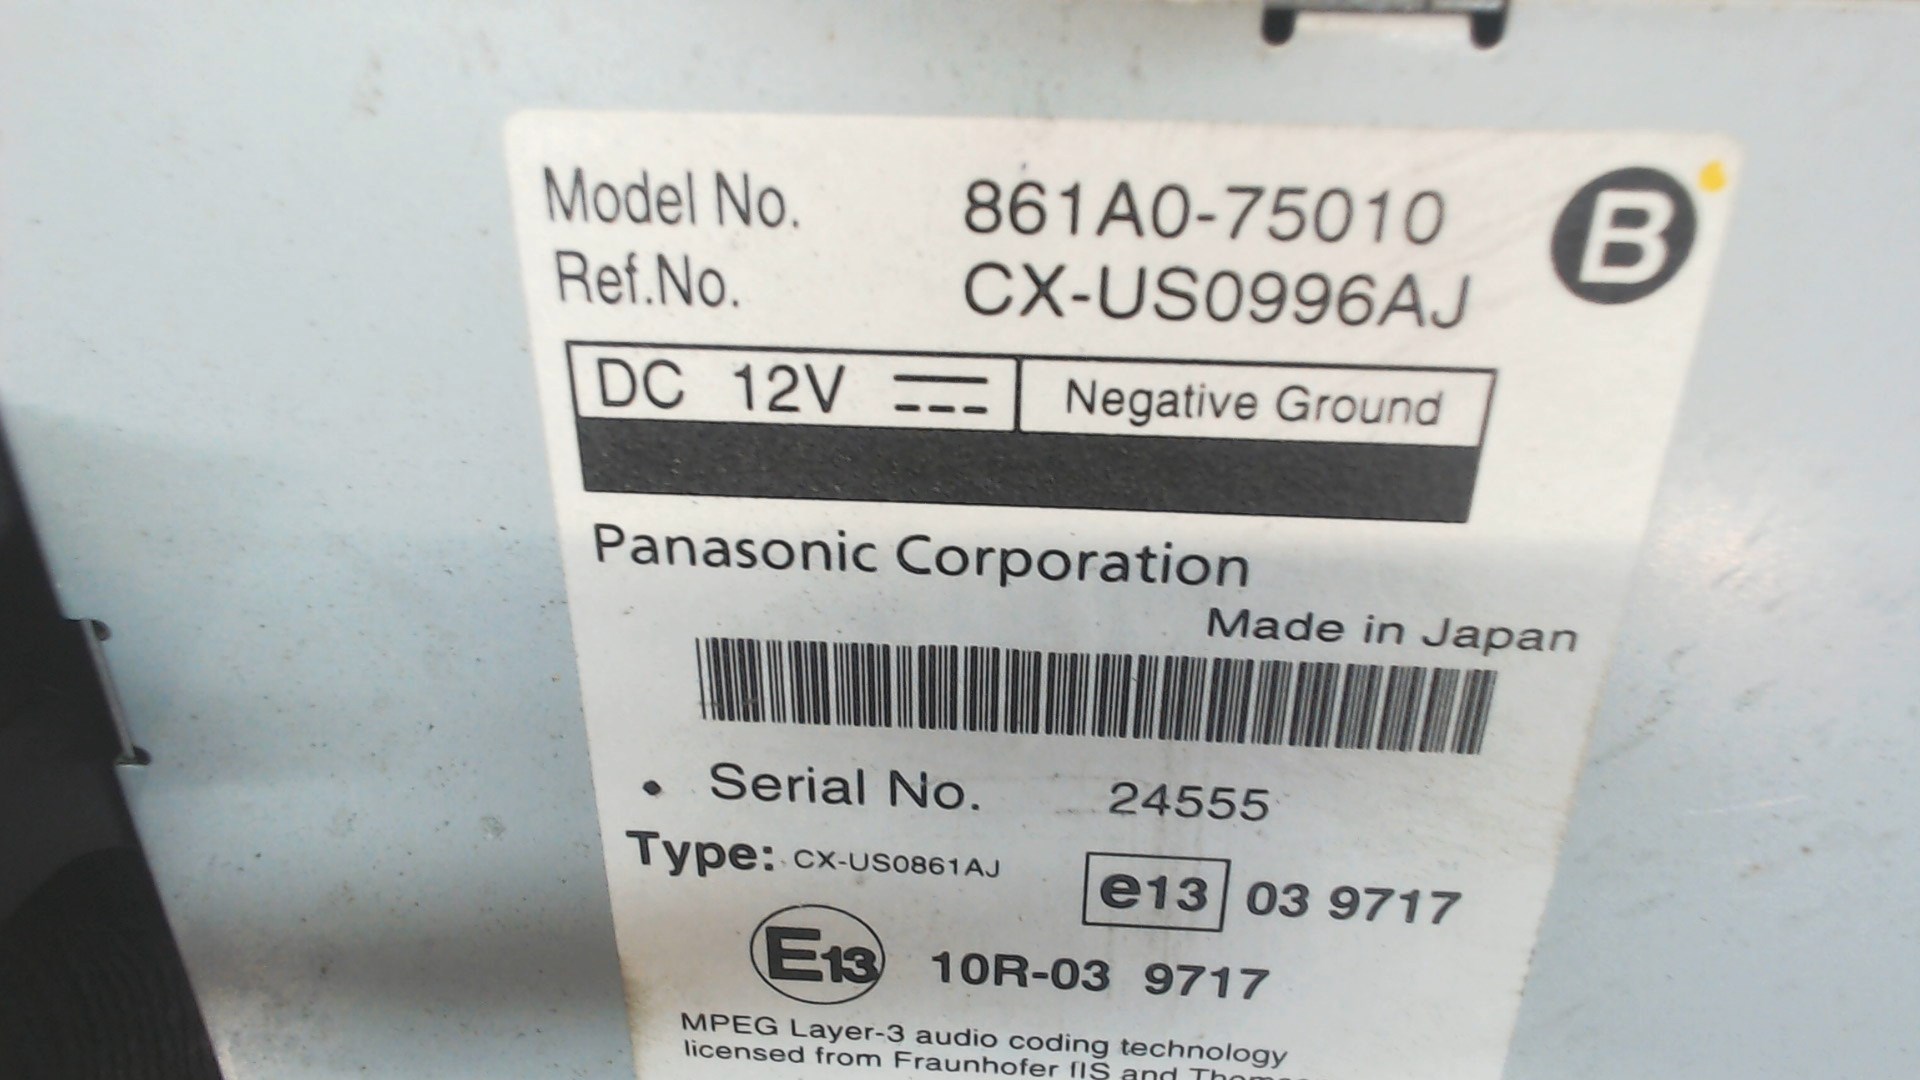 Model No. 861A0-75010 B
Ref.No. CX-US0996AJ
DC 12V Negative Ground
Panasonic Corporation
Made in Japan
• Serial No. 24555
Type: CX-US0861AJ e13 03 9717
E13 10R-03 9717
MPEG Layer-3 audio coding technology
licensed from Fraunhofer IIS and